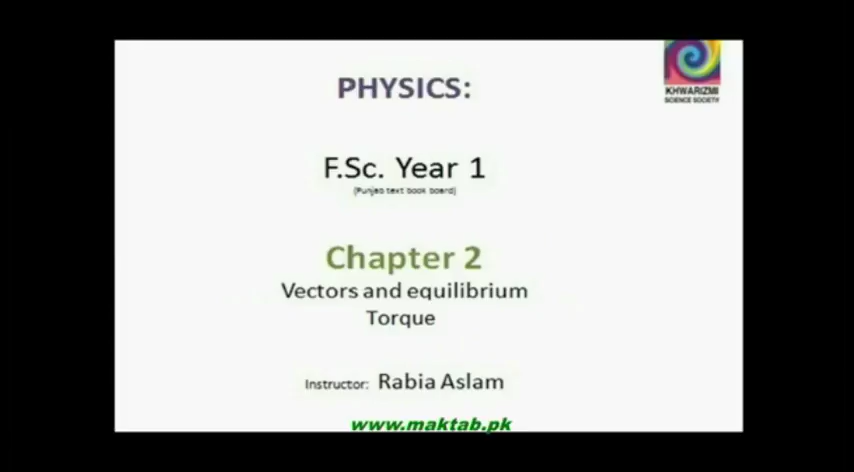 PHYSICS:
KHWARIZMI
SCIENCE SOCIETY
F.Sc. Year 1
(Punjab text book board)
Chapter 2
Vectors and equilibrium
Torque
Instructor: Rabia Aslam
www.maktab.pk